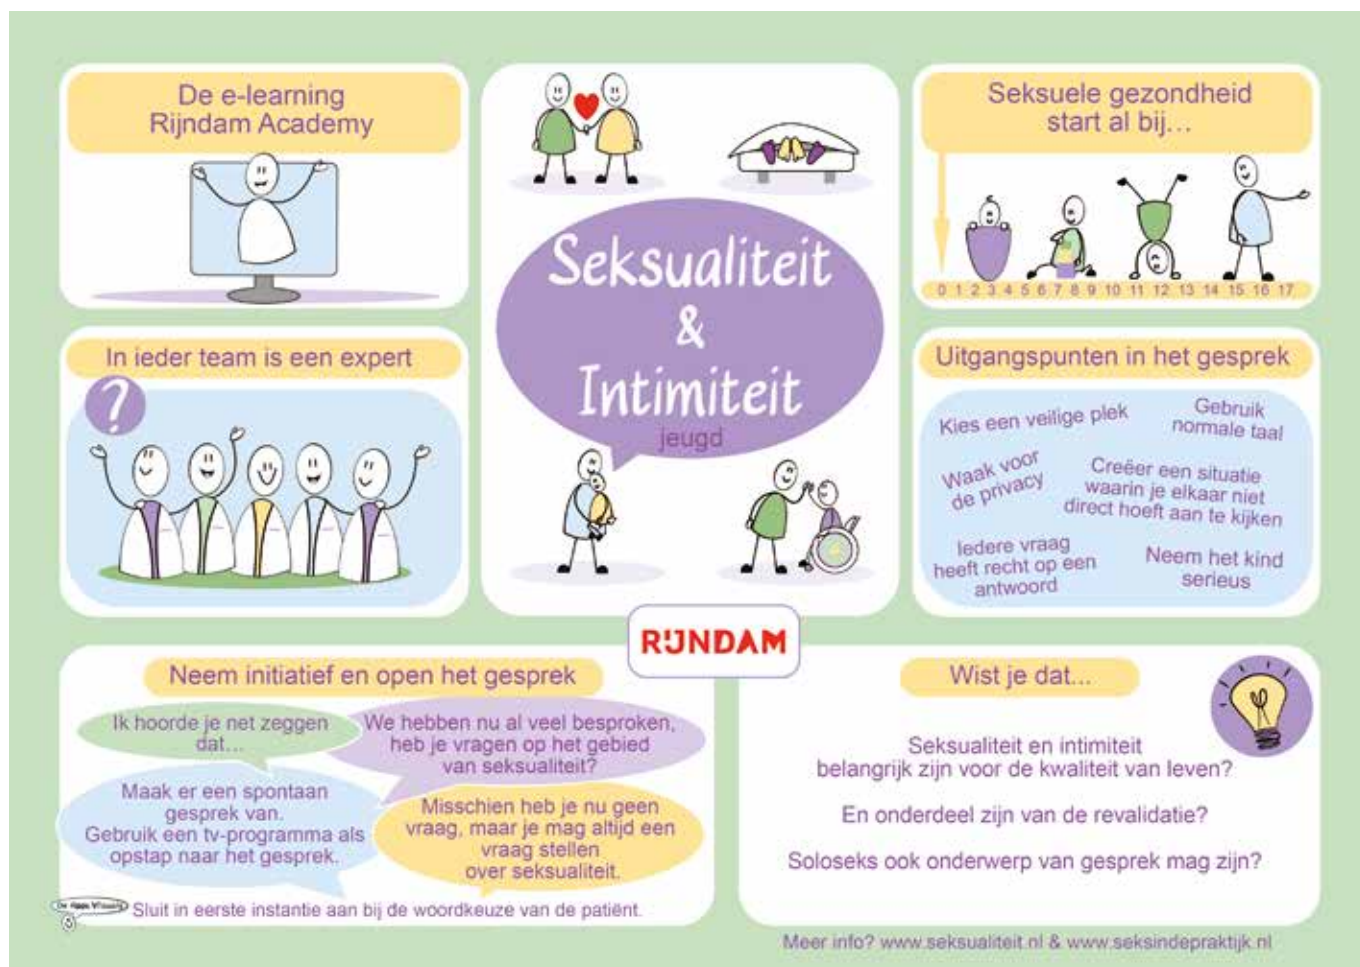 De e-learning
Rijndam Academy
Seksualiteit
&
Intimiteit
jeugd
Seksuele gezondheid
start al bij...
0 1 2 3 4 5 6 7 8 9 10 11 12 13 14 15 16 17
In ieder team is een expert
?
Uitgangspunten in het gesprek
Kies een veilige plek
Gebruik
normale taal
Waak voor
de privacy
Creëer een situatie
waarin je elkaar niet
direct hoeft aan te kijken
Iedere vraag
heeft recht op een
antwoord
Neem het kind
serieus
RIJNDAM
Neem initiatief en open het gesprek
Ik hoorde je net zeggen
dat...
We hebben nu al veel besproken,
heb je vragen op het gebied
van seksualiteit?
Maak er een spontaan
gesprek van.
Gebruik een tv-programma als
opstap naar het gesprek.
Misschien heb je nu geen
vraag, maar je mag altijd een
vraag stellen
over seksualiteit.
Sluit in eerste instantie aan bij de woordkeuze van de patiënt.
Wist je dat...
Seksualiteit en intimiteit
belangrijk zijn voor de kwaliteit van leven?
En onderdeel zijn van de revalidatie?
Soloseks ook onderwerp van gesprek mag zijn?
Meer info? www.seksualiteit.nl & www.seksindepraktijk.nl